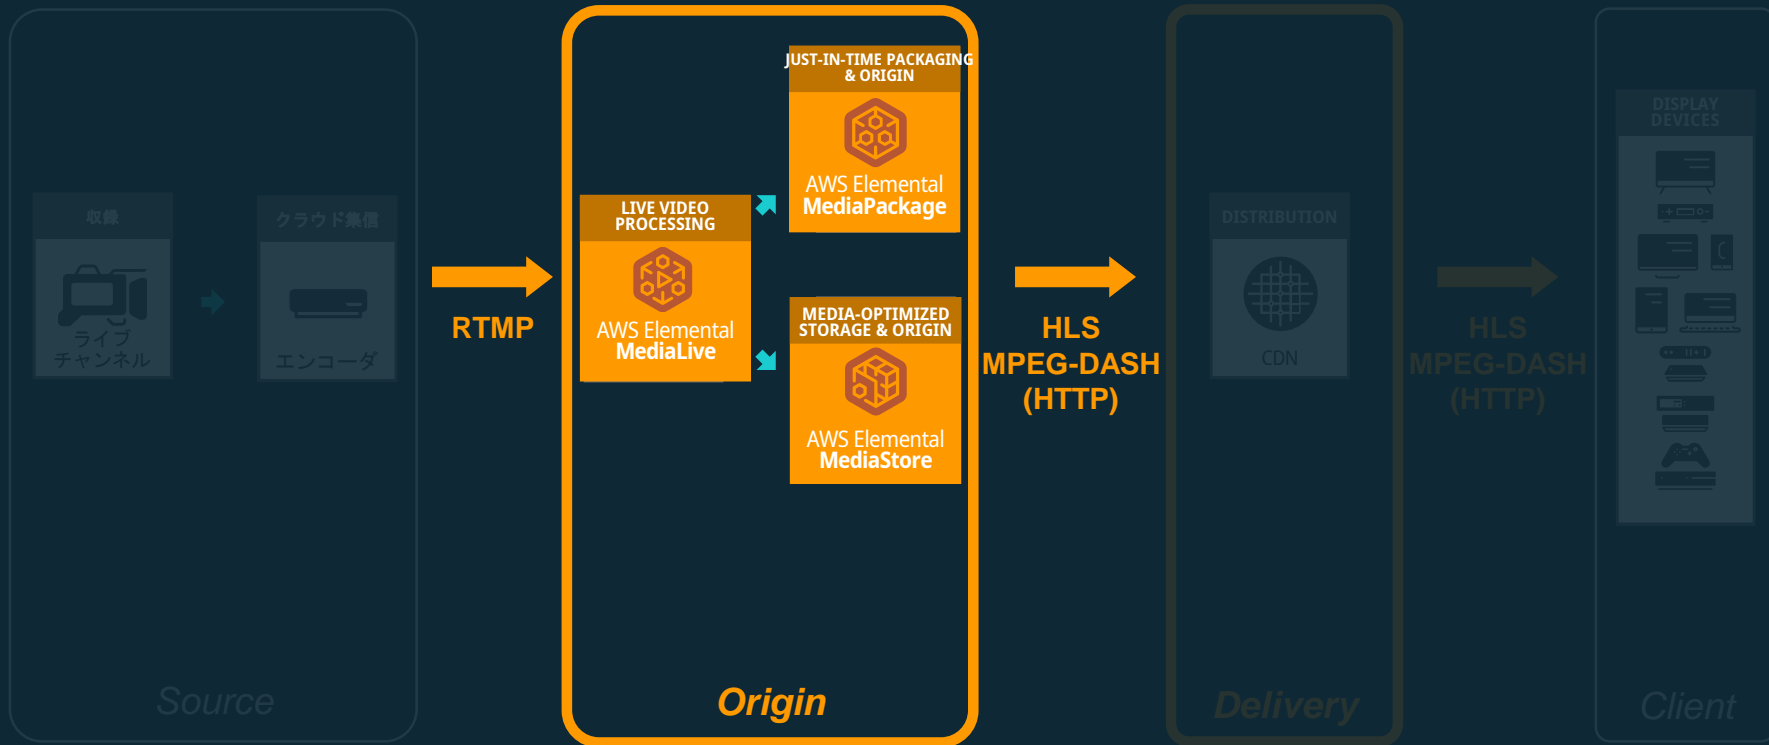 収録
ライブ
チャンネル
クラウド集信
エンコーダ
Source
RTMP
LIVE VIDEO
PROCESSING
AWS Elemental
MediaLive
JUST-IN-TIME PACKAGING
& ORIGIN
AWS Elemental
MediaPackage
MEDIA-OPTIMIZED
STORAGE & ORIGIN
AWS Elemental
MediaStore
Origin
HLS
MPEG-DASH
(HTTP)
DISTRIBUTION
CDN
Delivery
HLS
MPEG-DASH
(HTTP)
DISPLAY
DEVICES
Client